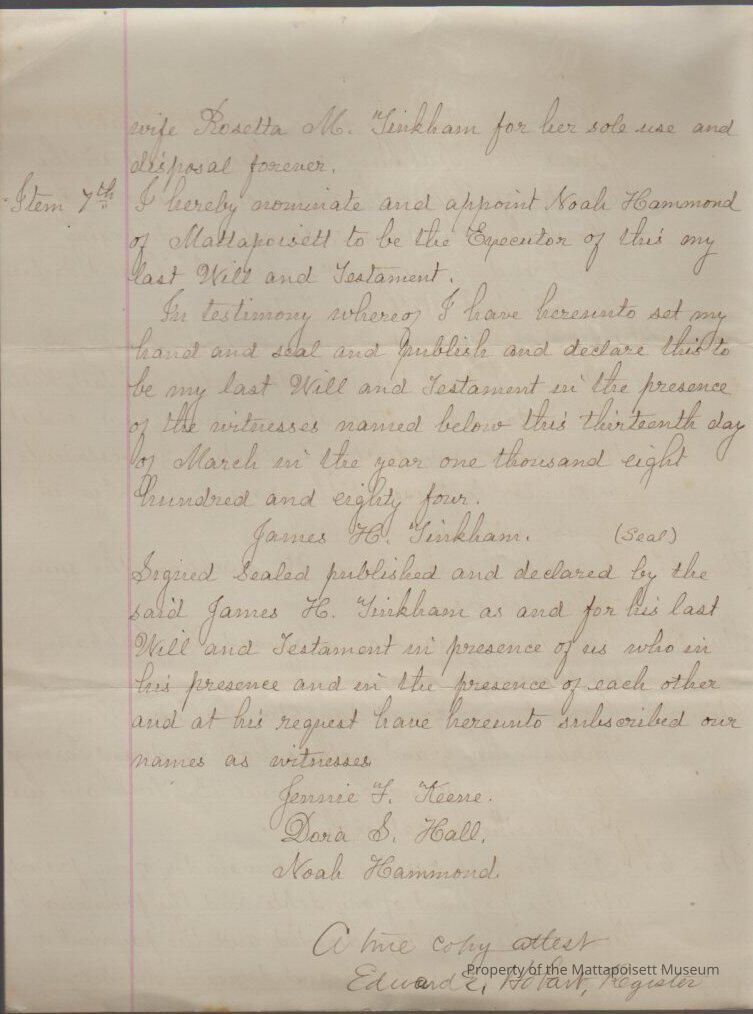 wife Rosetta M. Tinkham for her sole use and
disposal forever.
Item 7th I hereby nominate and appoint Noah Hammond
of Mattapoisett to be the Executor of this my
last Will and Testament.
In testimony whereof I have hereunto set my
hand and seal and publish and declare this to
be my last Will and Testament in the presence
of the witnesses named below this thirteenth day
of March in the year one thousand eight
hundred and eighty four.
James H. Tinkham. (Seal)
Signed Sealed published and declared by the
said James H. Tinkham as and for his last
Will and Testament in presence of us who in
his presence and in the presence of each other
and at his request have hereunto subscribed our
names as witnesses
Jennie F. Keene.
Dora S. Hall.
Noah Hammond.
A true copy attest
Property of the Mattapoisett Museum
Edward E. Hobart, Register